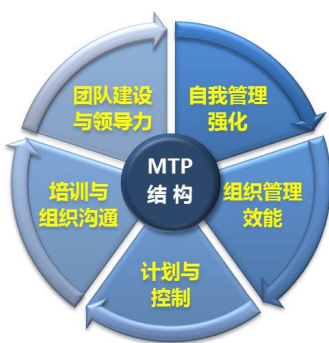 MTP
结构
自我管理
强化
组织管理
效能
计划与
控制
培训与
组织沟通
团队建设
与领导力